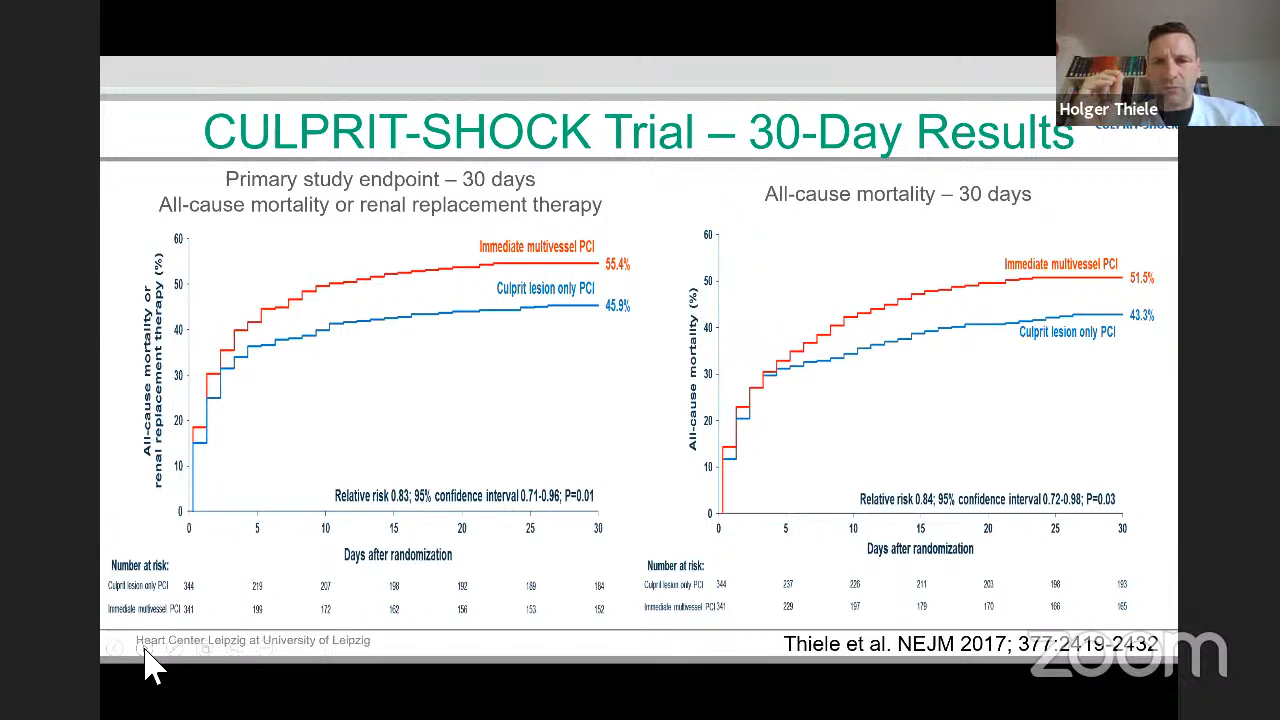 Holger Thiele
CULPRIT-SHOCK
CULPRIT-SHOCK Trial – 30-Day Results
Primary study endpoint – 30 days
All-cause mortality or renal replacement therapy
All-cause mortality or
renal replacement therapy (%)
60
50
40
30
20
10
0
Immediate multivessel PCI
55.4%
Culprit lesion only PCI
45.9%
Relative risk 0.83; 95% confidence interval 0.71-0.96; P=0.01
0 5 10 15 20 25 30
Days after randomization
Number at risk:
Culprit lesion only PCI 344 219 207 198 192 189 184
Immediate multivessel PCI 341 199 172 162 156 153 152
All-cause mortality – 30 days
All-cause mortality (%)
60
50
40
30
20
10
0
Immediate multivessel PCI
51.5%
43.3%
Culprit lesion only PCI
Relative risk 0.84; 95% confidence interval 0.72-0.98; P=0.03
0 5 10 15 20 25 30
Days after randomization
Number at risk:
Culprit lesion only PCI 344 237 226 211 203 198 193
Immediate multivessel PCI 341 229 197 179 170 166 165
Heart Center Leipzig at University of Leipzig
Thiele et al. NEJM 2017; 377:2419-2432
zoom